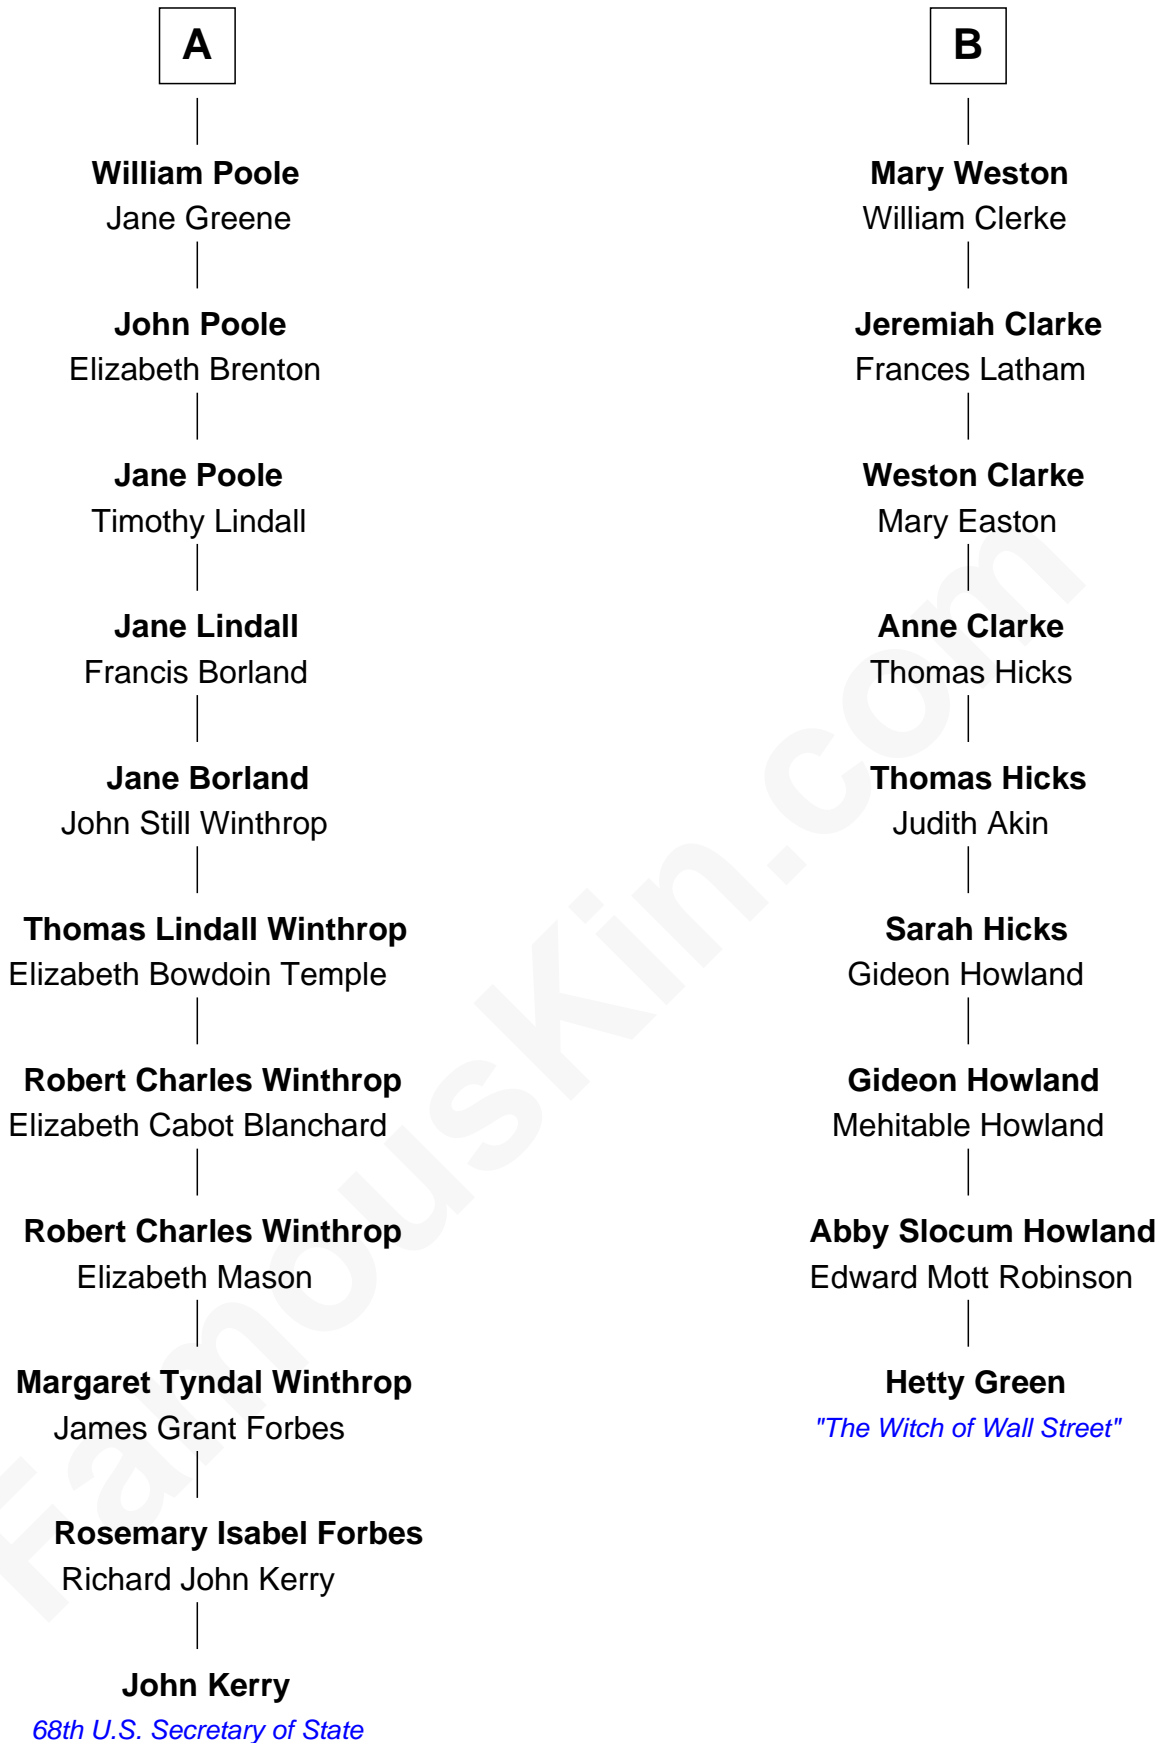 A
William Poole
Jane Greene
John Poole
Elizabeth Brenton
Jane Poole
Timothy Lindall
Jane Lindall
Francis Borland
Jane Borland
John Still Winthrop
Thomas Lindall Winthrop
Elizabeth Bowdoin Temple
Robert Charles Winthrop
Elizabeth Cabot Blanchard
Robert Charles Winthrop
Elizabeth Mason
Margaret Tyndal Winthrop
James Grant Forbes
Rosemary Isabel Forbes
Richard John Kerry
John Kerry
68th U.S. Secretary of State
B
Mary Weston
William Clerke
Jeremiah Clarke
Frances Latham
Weston Clarke
Mary Easton
Anne Clarke
Thomas Hicks
Thomas Hicks
Judith Akin
Sarah Hicks
Gideon Howland
Gideon Howland
Mehitable Howland
Abby Slocum Howland
Edward Mott Robinson
Hetty Green
"The Witch of Wall Street"
FamousKin.com